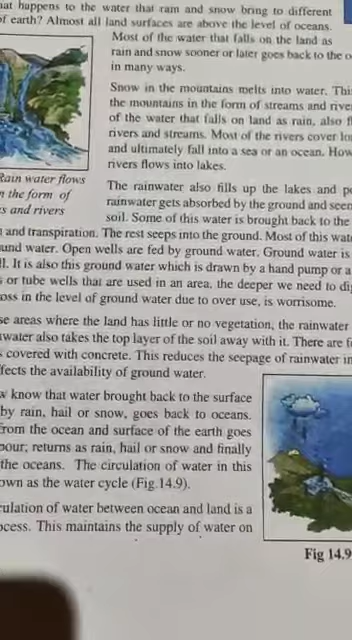 hat happens to the water that rain and snow bring to different
of earth? Almost all land surfaces are above the level of oceans.
Most of the water that falls on the land as
rain and snow sooner or later goes back to the o
in many ways.
Snow in the mountains melts into water. This
the mountains in the form of streams and rive
of the water that falls on land as rain, also f
rivers and streams. Most of the rivers cover lo
and ultimately fall into a sea or an ocean. How
rivers flows into lakes.
Rain water flows
n the form of
s and rivers
The rainwater also fills up the lakes and p
rainwater gets absorbed by the ground and seem
soil. Some of this water is brought back to the
n and transpiration. The rest seeps into the ground. Most of this wate
und water. Open wells are fed by ground water. Ground water is
ll. It is also this ground water which is drawn by a hand pump or a
s or tube wells that are used in an area, the deeper we need to dig
oss in the level of ground water due to over use, is worrisome.
se areas where the land has little or no vegetation, the rainwater
water also takes the top layer of the soil away with it. There are f
s covered with concrete. This reduces the seepage of rainwater in
ffects the availability of ground water.
w know that water brought back to the surface
by rain, hail or snow, goes back to oceans.
from the ocean and surface of the earth goes
pour; returns as rain, hail or snow and finally
the oceans. The circulation of water in this
own as the water cycle (Fig.14.9).
culation of water between ocean and land is a
ocess. This maintains the supply of water on
Fig 14.9